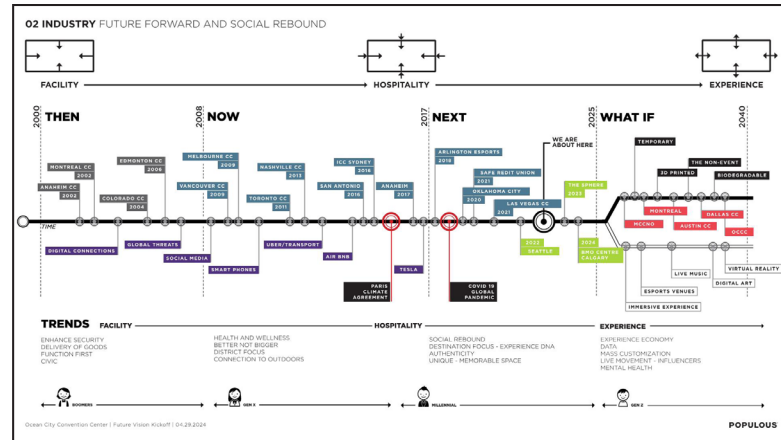 02 INDUSTRY FUTURE FORWARD AND SOCIAL REBOUND
FACILITY
HOSPITALITY
EXPERIENCE
2000
THEN
2008
NOW
2017
NEXT
2025
WHAT IF
2040
WE ARE
ABOUT HERE
MONTREAL CC
2002
ANAHEIM CC
2002
EDMONTON CC
2006
COLORADO CC
2004
MELBOURNE CC
2009
VANCOUVER CC
2009
NASHVILLE CC
2013
TORONTO CC
2011
ICC SYDNEY
2016
SAN ANTONIO
2016
ANAHEIM
2017
ARLINGTON ESPORTS
2018
SAFE REDIT UNION
2021
OKLAHOMA CITY
2020
LAS VEGAS CC
2021
THE SPHERE
2023
TEMPORARY
3D PRINTED
THE NON-EVENT
BIODEGRADABLE
MCCNO
MONTREAL
AUSTIN CC
DALLAS CC
OCCC
TIME
DIGITAL CONNECTIONS
GLOBAL THREATS
SOCIAL MEDIA
SMART PHONES
UBER/TRANSPORT
AIR BNB
PARIS
CLIMATE
AGREEMENT
TESLA
COVID 19
GLOBAL
PANDEMIC
2022
SEATTLE
2024
BMO CENTRE
CALGARY
IMMERSIVE EXPERIENCE
ESPORTS VENUES
LIVE MUSIC
DIGITAL ART
VIRTUAL REALITY
TRENDS FACILITY
HOSPITALITY
EXPERIENCE
ENHANCE SECURITY
DELIVERY OF GOODS
FUNCTION FIRST
CIVIC
HEALTH AND WELLNESS
BETTER NOT BIGGER
DISTRICT FOCUS
CONNECTION TO OUTDOORS
SOCIAL REBOUND
DESTINATION FOCUS - EXPERIENCE DNA
AUTHENTICITY
UNIQUE - MEMORABLE SPACE
EXPERIENCE ECONOMY
DATA
MASS CUSTOMIZATION
LIVE MOVEMENT - INFLUENCERS
MENTAL HEALTH
BOOMERS
GEN X
MILLENNIAL
GEN Z
Ocean City Convention Center | Future Vision Kickoff | 04.29.2024
POPULOUS